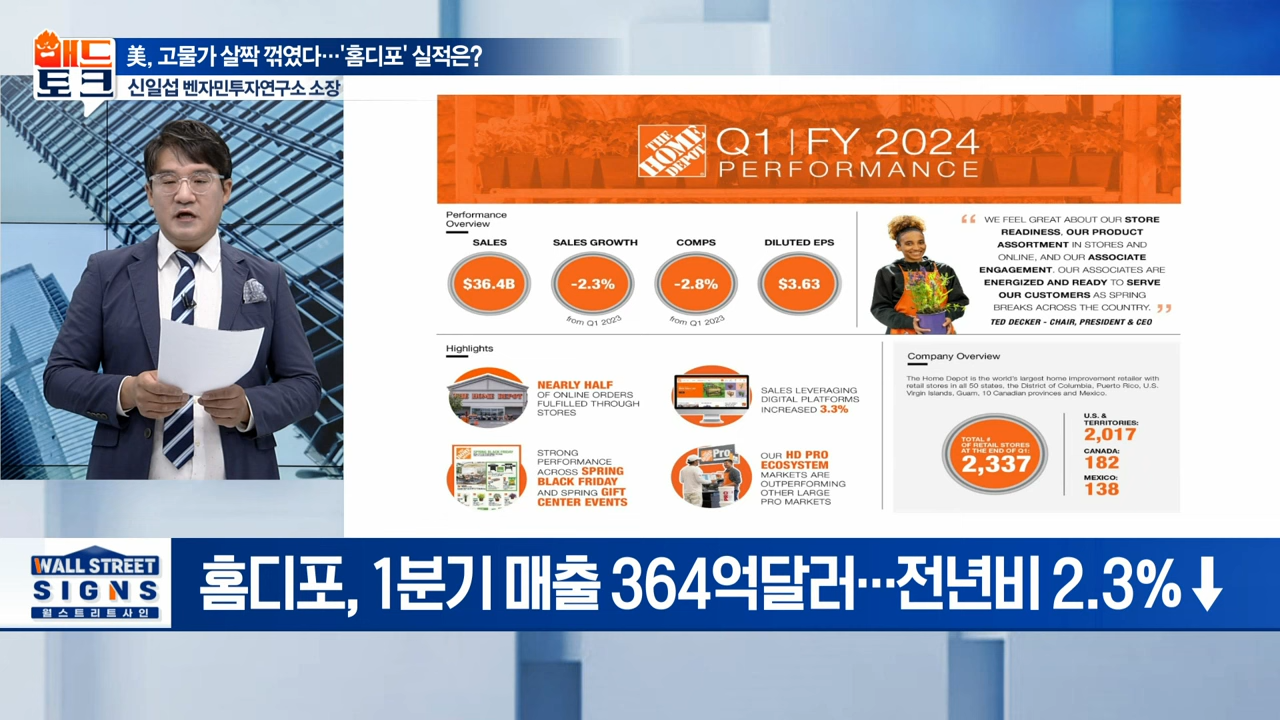 매드
토크
美, 고물가 살짝 꺾였다…'홈디포' 실적은?
신일섭 벤자민투자연구소 소장
THE
HOME
DEPOT
Q1 | FY 2024
PERFORMANCE
Performance
Overview
SALES
$36.4B
SALES GROWTH
-2.3%
from Q1 2023
COMPS
-2.8%
from Q1 2023
DILUTED EPS
$3.63
“ WE FEEL GREAT ABOUT OUR STORE
READINESS, OUR PRODUCT
ASSORTMENT IN STORES AND
ONLINE, AND OUR ASSOCIATE
ENGAGEMENT. OUR ASSOCIATES ARE
ENERGIZED AND READY TO SERVE
OUR CUSTOMERS AS SPRING
BREAKS ACROSS THE COUNTRY. ”
TED DECKER - CHAIR, PRESIDENT & CEO
Highlights
THE HOME DEPOT
NEARLY HALF
OF ONLINE ORDERS
FULFILLED THROUGH
STORES
SALES LEVERAGING
DIGITAL PLATFORMS
INCREASED 3.3%
STRONG
PERFORMANCE
ACROSS SPRING
BLACK FRIDAY
AND SPRING GIFT
CENTER EVENTS
Pro
OUR HD PRO
ECOSYSTEM
MARKETS ARE
OUTPERFORMING
OTHER LARGE
PRO MARKETS
Company Overview
The Home Depot is the world's largest home improvement retailer with
retail stores in all 50 states, the District of Columbia, Puerto Rico, U.S.
Virgin Islands, Guam, 10 Canadian provinces and Mexico.
TOTAL #
OF RETAIL STORES
AT THE END OF Q1:
2,337
U.S. &
TERRITORIES:
2,017
CANADA:
182
MEXICO:
138
WALL STREET
SIGNS
월스트리트사인
홈디포, 1분기 매출 364억달러…전년비 2.3%↓